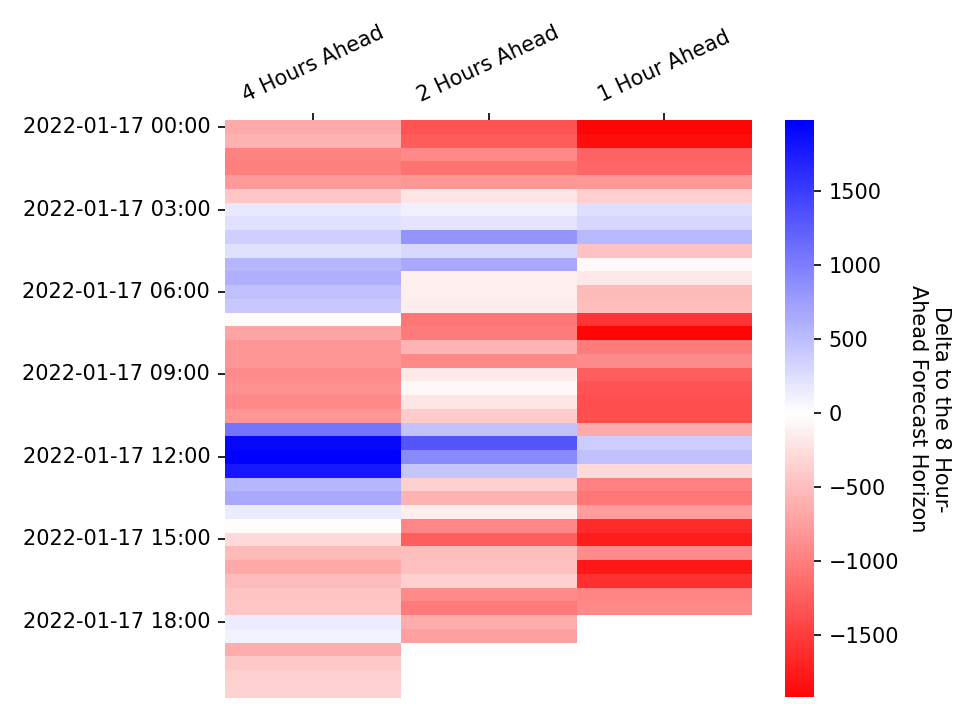 4 Hours Ahead
2 Hours Ahead
1 Hour Ahead
2022-01-17 00:00
2022-01-17 03:00
2022-01-17 06:00
2022-01-17 09:00
2022-01-17 12:00
2022-01-17 15:00
2022-01-17 18:00
1500
1000
500
0
−500
−1000
−1500
Delta to the 8 Hour-
Ahead Forecast Horizon